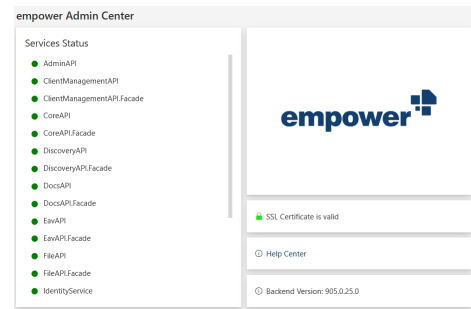 empower Admin Center
Services Status
AdminAPI
ClientManagementAPI
ClientManagementAPI.Facade
CoreAPI
CoreAPI.Facade
DiscoveryAPI
DiscoveryAPI.Facade
DocsAPI
DocsAPI.Facade
EavAPI
EavAPI.Facade
FileAPI
FileAPI.Facade
IdentityService
empower
SSL Certificate is valid
Help Center
Backend Version: 905.0.25.0